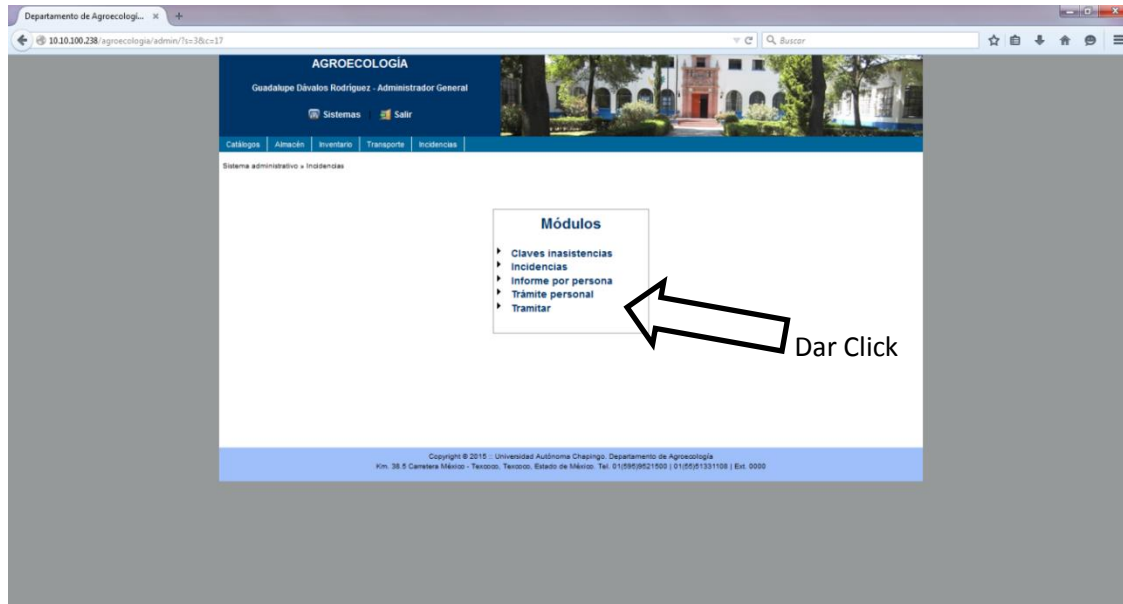 Departamento de Agroecologí...
10.10.100.238/agroecologia/admin/?s=3&c=17
Buscar
AGROECOLOGÍA
Guadalupe Dávalos Rodríguez - Administrador General
Sistemas Salir
Catálogos Almacén Inventario Transporte Incidencias
Sistema administrativo » Incidencias
Módulos
Claves inasistencias
Incidencias
Informe por persona
Trámite personal
Tramitar
Dar Click
Copyright © 2015 :: Universidad Autónoma Chapingo, Departamento de Agroecología
Km. 38.5 Carretera México - Texcoco, Texcoco, Estado de México. Tel. 01(595)9521500 | 01(55)51331108 | Ext. 0000